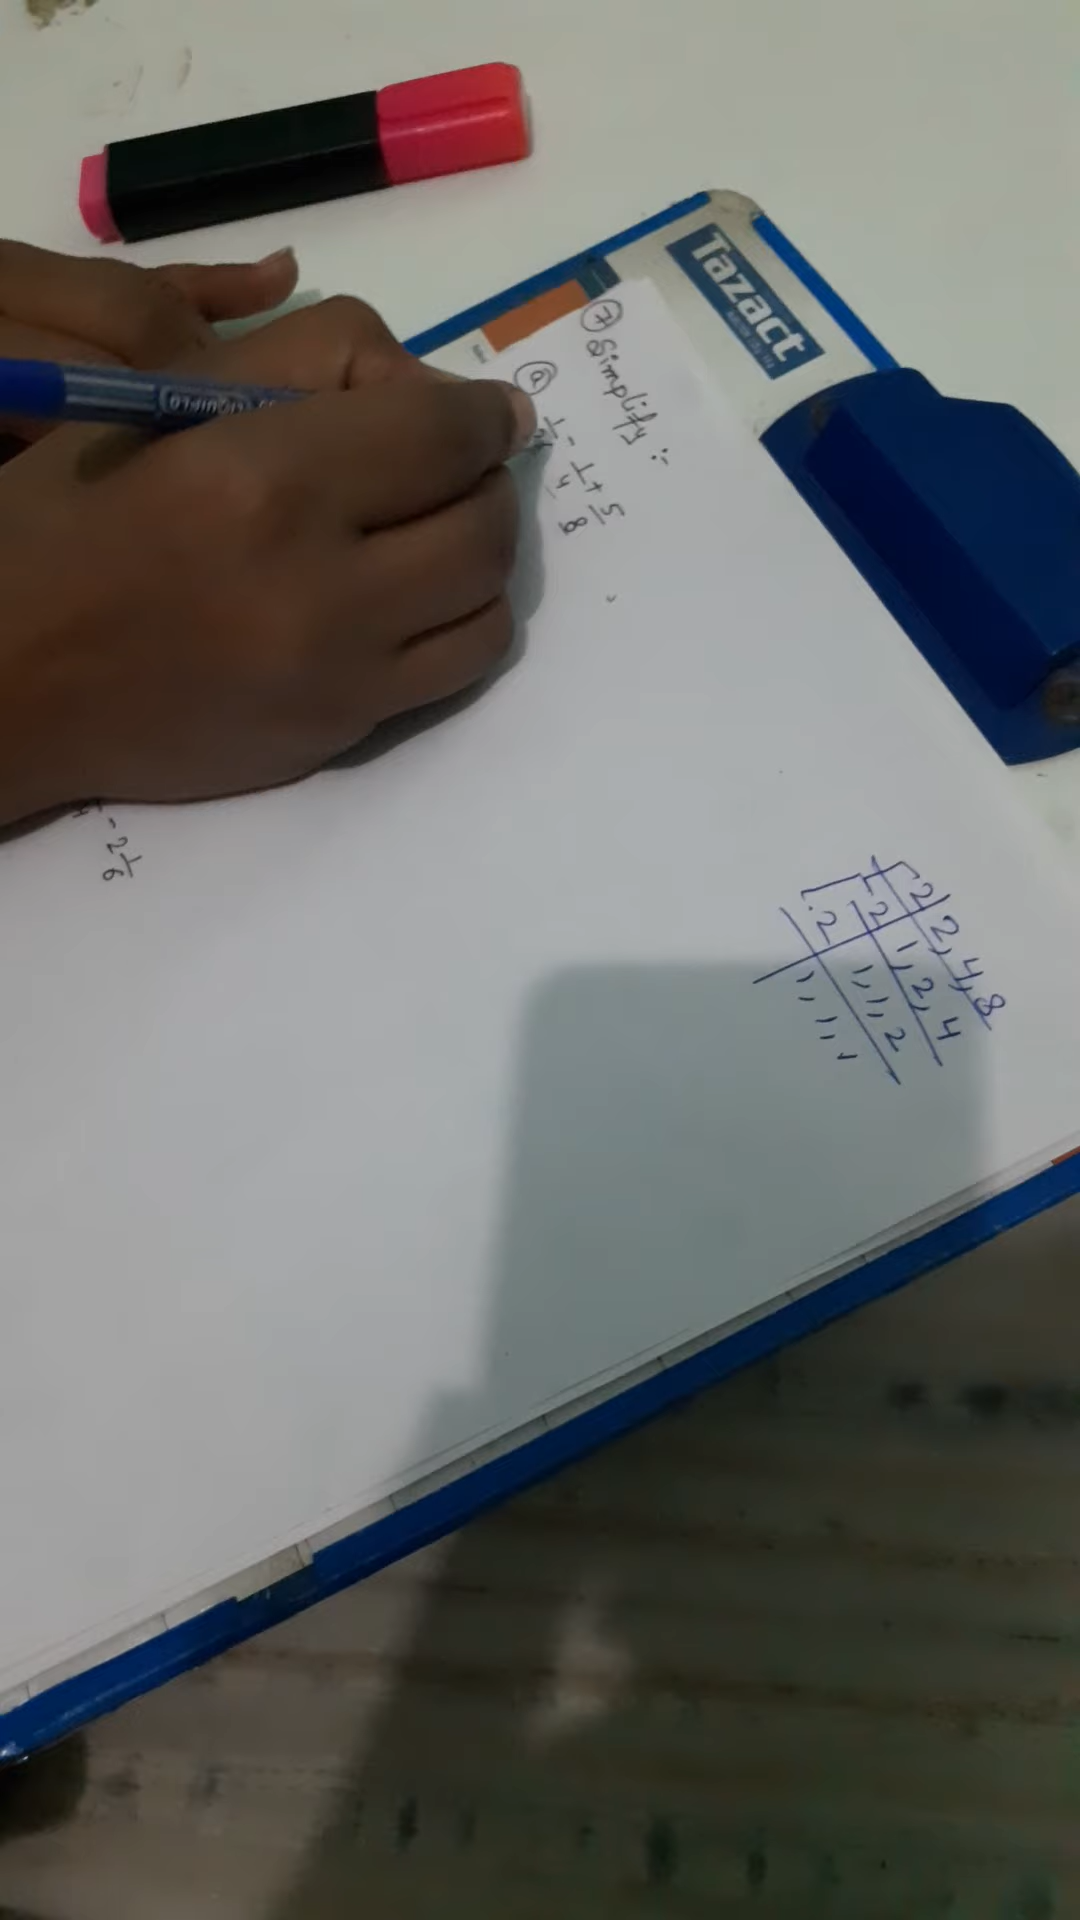 Tazact
⑦ Simplify :-
ⓐ 1/2 - 1/4 + 5/8
2 | 2, 4, 8
2 | 1, 2, 4
2 | 1, 1, 2
1, 1, 1
- 2 1/6